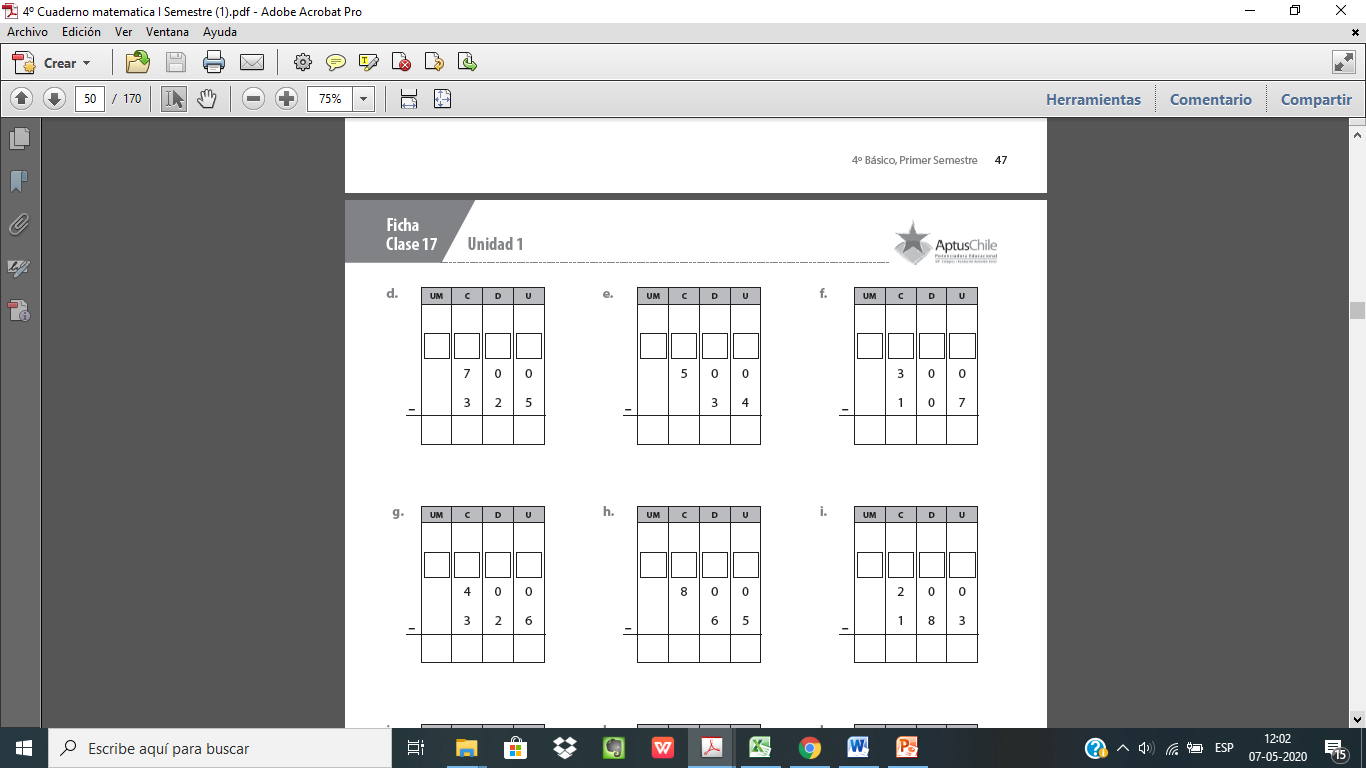 4º Cuaderno matematica I Semestre (1).pdf - Adobe Acrobat Pro
Archivo Edición Ver Ventana Ayuda
Crear
50 / 170 75% Herramientas Comentario Compartir
4º Básico, Primer Semestre 47
Ficha
Clase 17 Unidad 1
AptusChile
Potenciadora Educacional
d. UM C D U e. UM C D U f. UM C D U
7 0 0 5 0 0 3 0 0
- 3 2 5 - 3 4 - 1 0 7
g. UM C D U h. UM C D U i. UM C D U
4 0 0 8 0 0 2 0 0
- 3 2 6 - 6 5 - 1 8 3
Escribe aquí para buscar
ESP
12:02
07-05-2020
15